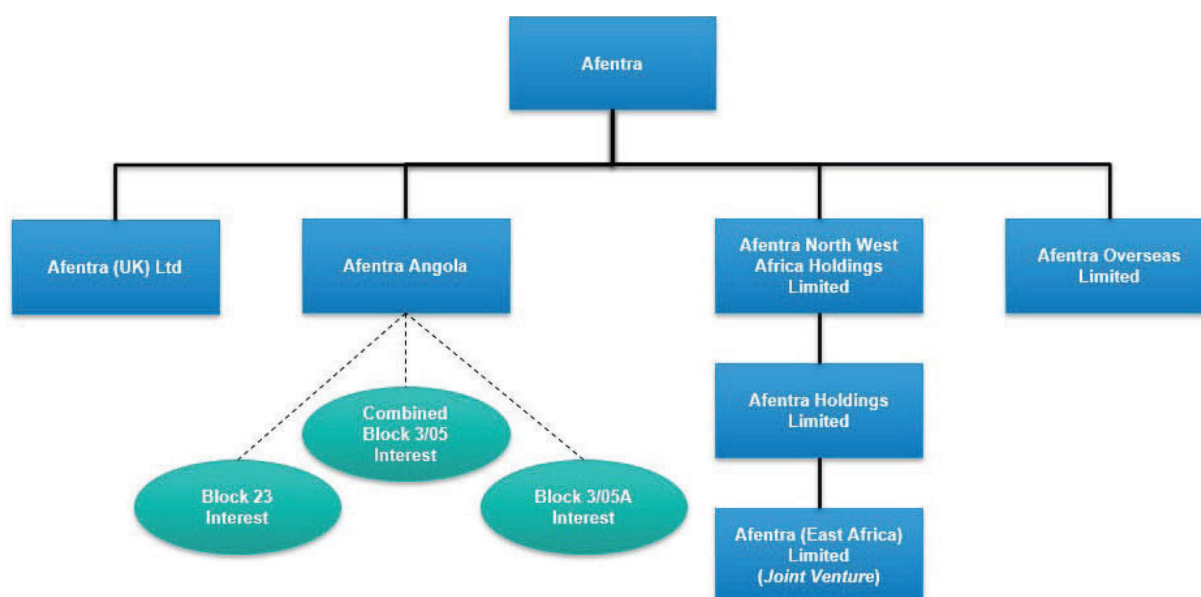 Afentra
Afentra (UK) Ltd
Afentra Angola
Afentra North West
Africa Holdings
Limited
Afentra Overseas
Limited
Combined
Block 3/05
Interest
Afentra Holdings
Limited
Block 23
Interest
Block 3/05A
Interest
Afentra (East Africa)
Limited
(Joint Venture)